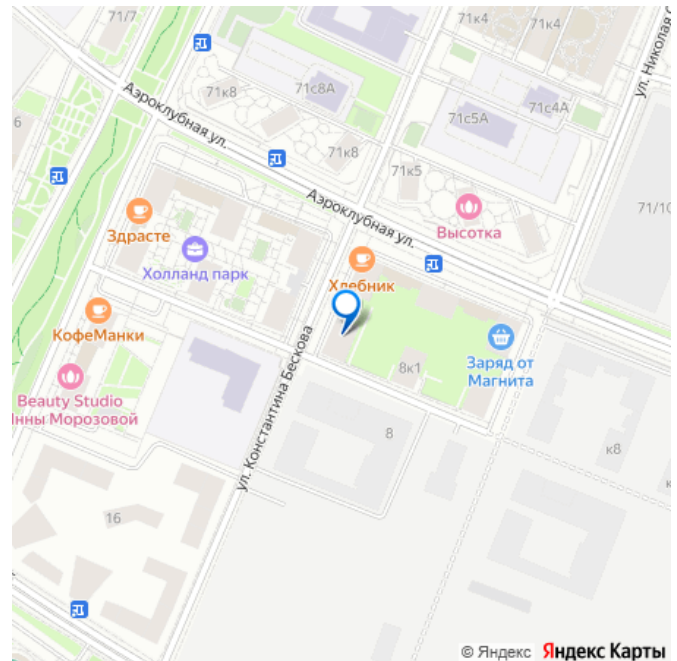 71/7
71к4
71к4
ул. Николая С
71к8
71с8А
6
Аэроклубная ул.
71с5А
71с4А
71к8
71к5
71/10
Здрасте
Аэроклубная ул.
Высотка
Холланд парк
Хлебник
КофеМанки
ул. Константина Бескова
8к1
Заряд от
Магнита
Beauty Studio
Инны Морозовой
8
к8
к
16
© Яндекс Яндекс Карты